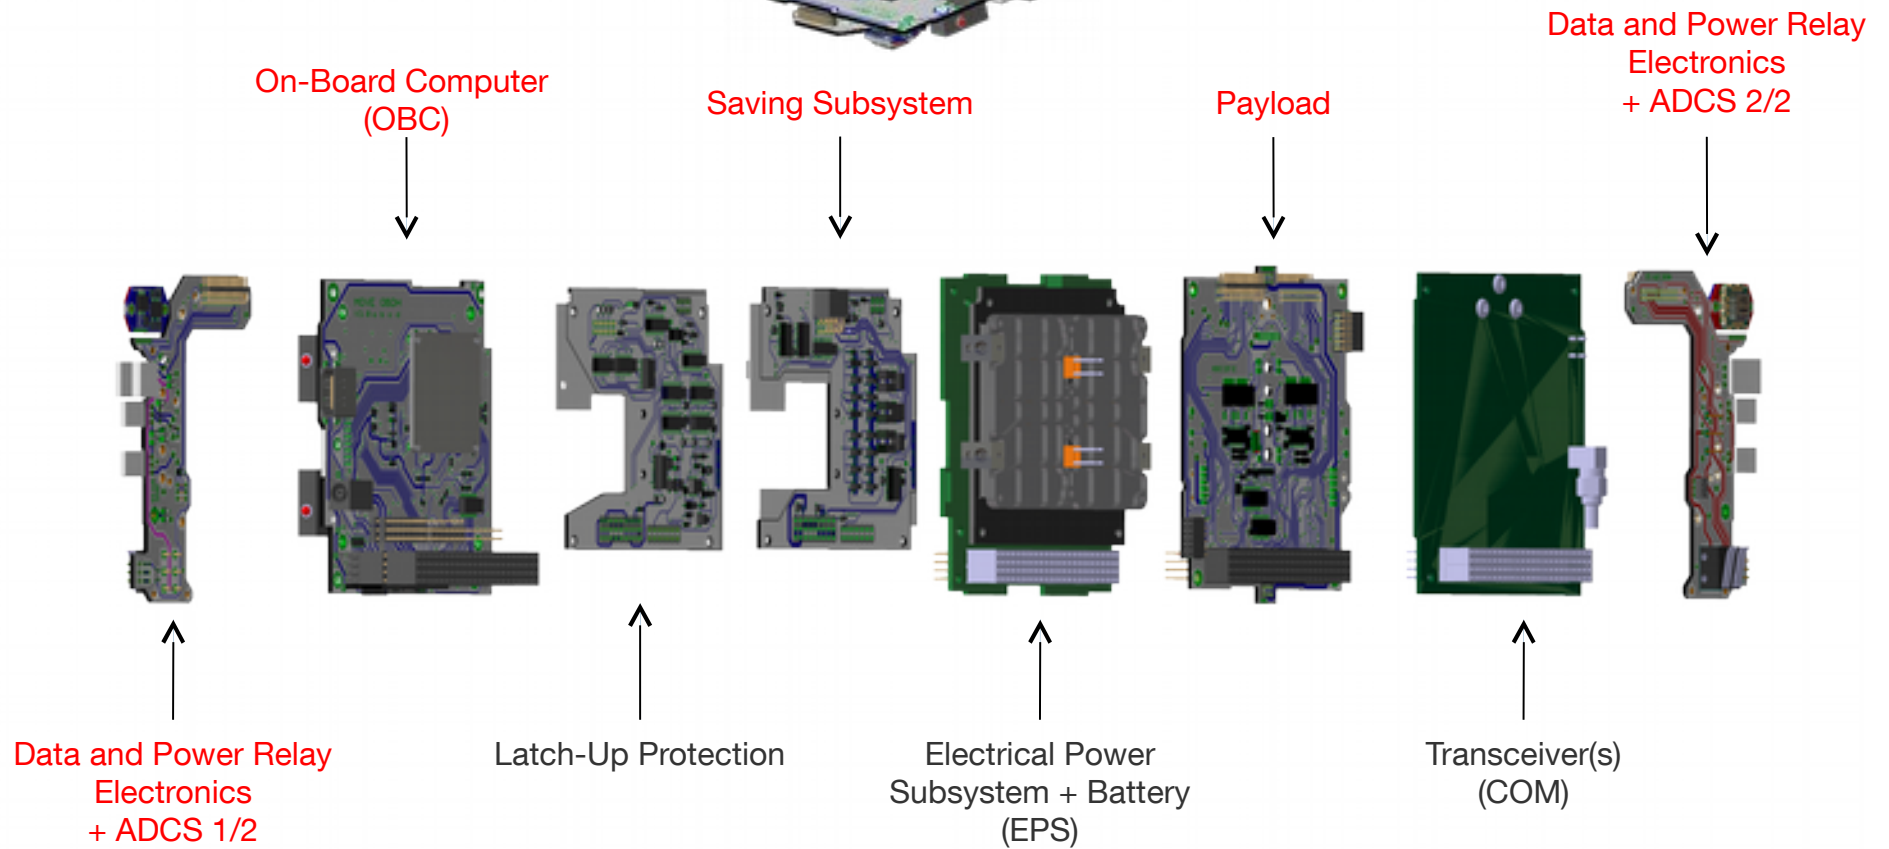 Data and Power Relay
Electronics
+ ADCS 2/2
On-Board Computer
(OBC)
Saving Subsystem
Payload
Data and Power Relay
Electronics
+ ADCS 1/2
Latch-Up Protection
Electrical Power
Subsystem + Battery
(EPS)
Transceiver(s)
(COM)